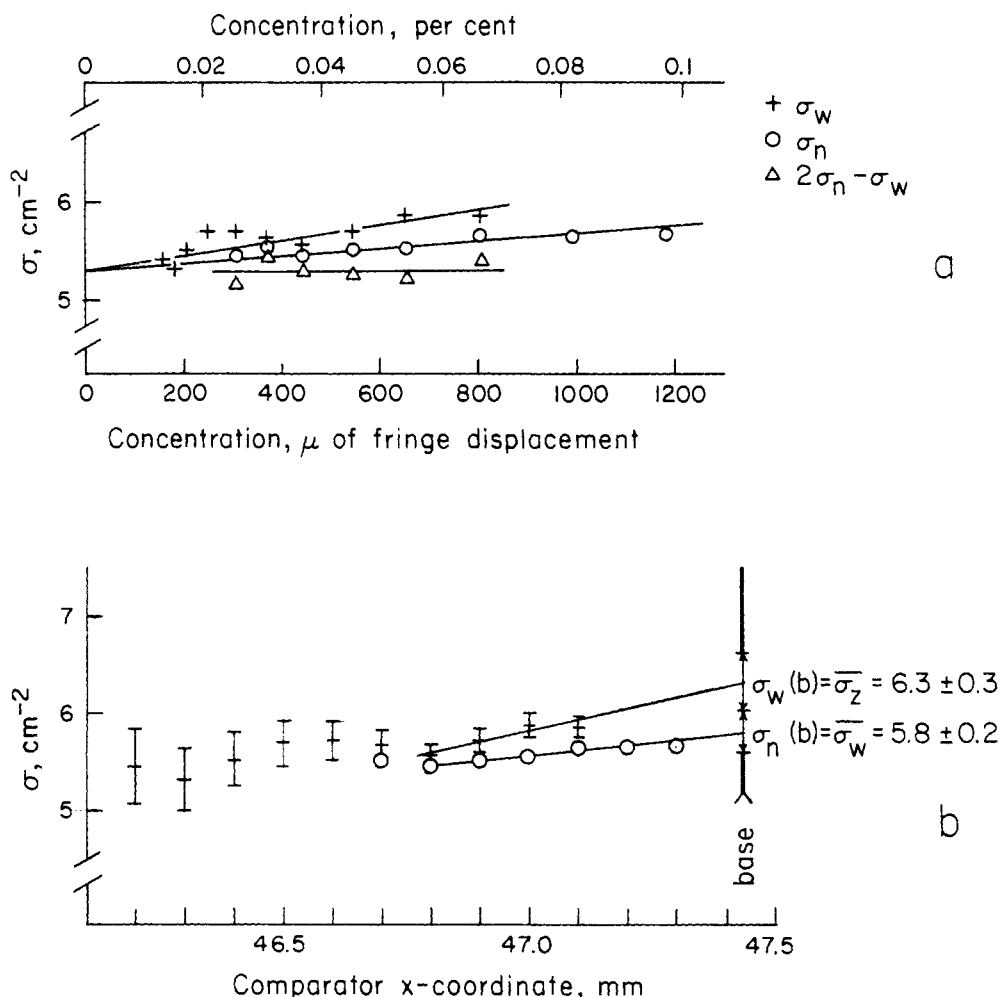 Concentration, per cent
0 0.02 0.04 0.06 0.08 0.1
+ σw
○ σn
△ 2σn − σw
σ, cm⁻²
6
5
a
0 200 400 600 800 1000 1200
Concentration, μ of fringe displacement
7
6
5
σ, cm⁻²
σw (b) = σz̅ = 6.3 ± 0.3
σn (b) = σw̅ = 5.8 ± 0.2
base
b
46.5 47.0 47.5
Comparator x-coordinate, mm